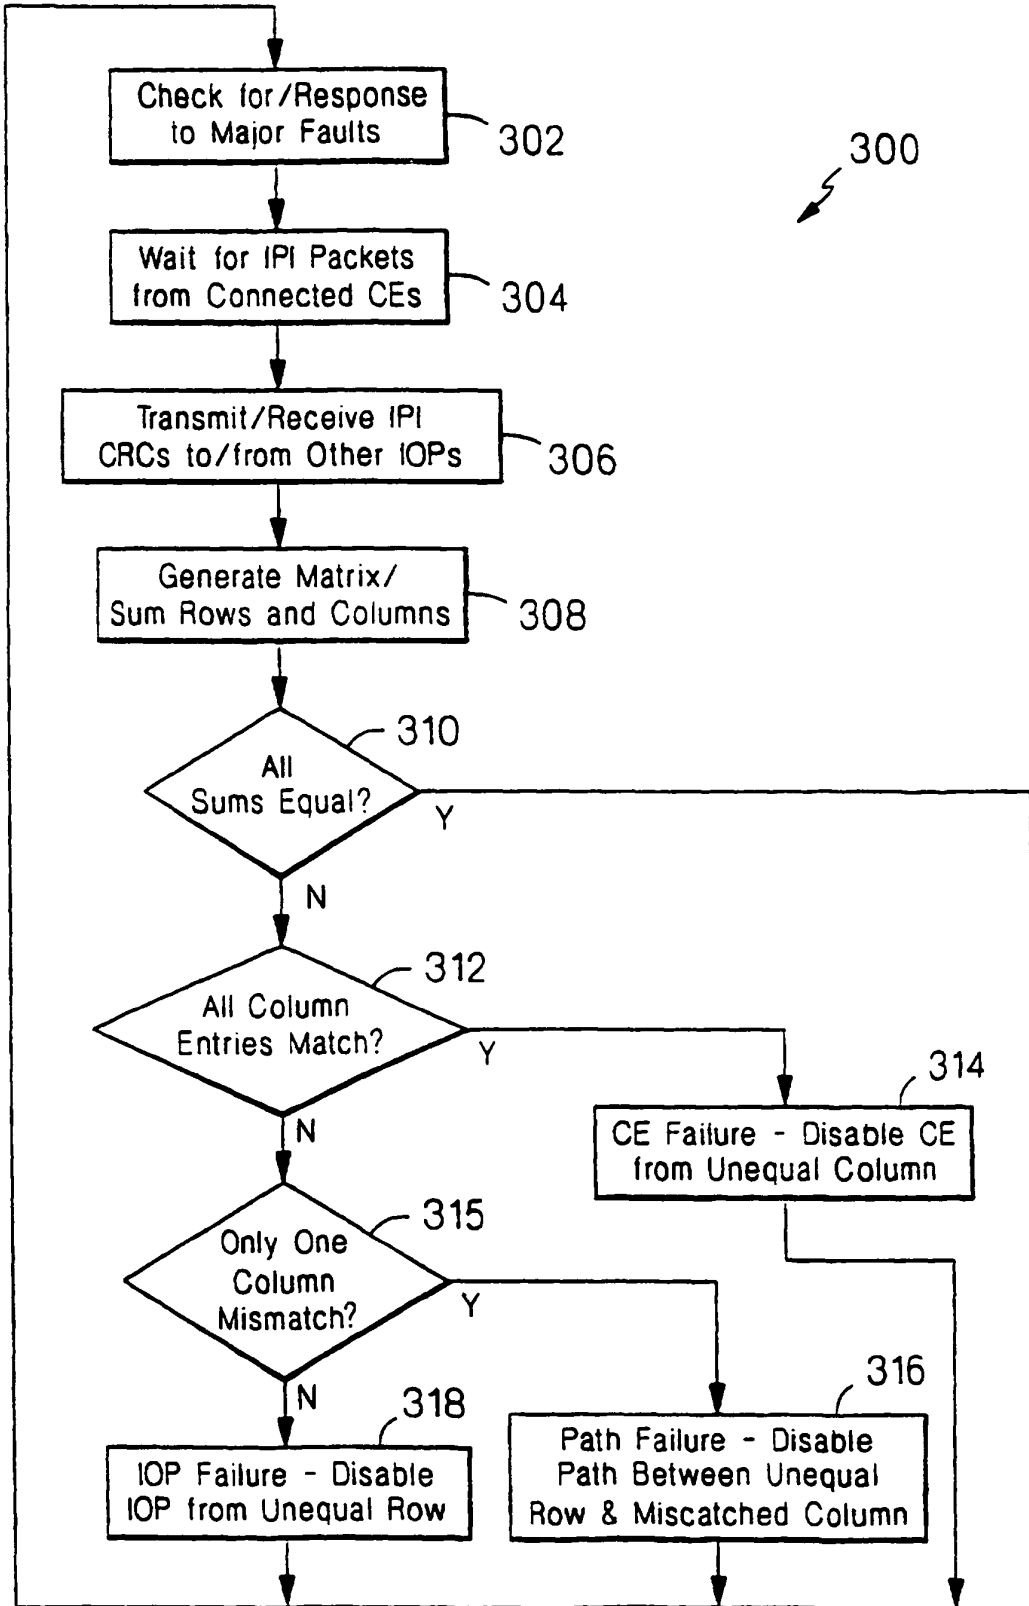 Check for/Response
to Major Faults
302
300
Wait for IPI Packets
from Connected CEs
304
Transmit/Receive IPI
CRCs to/from Other IOPs
306
Generate Matrix/
Sum Rows and Columns
308
310
All
Sums Equal?
Y
N
312
All Column
Entries Match?
Y
N
314
CE Failure - Disable CE
from Unequal Column
315
Only One
Column
Mismatch?
Y
N
316
Path Failure - Disable
Path Between Unequal
Row & Miscatched Column
318
IOP Failure - Disable
IOP from Unequal Row